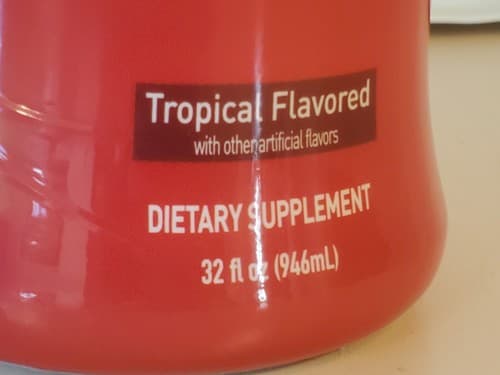 Tropical Flavored
with other artificial flavors
DIETARY SUPPLEMENT
32 fl oz (946mL)